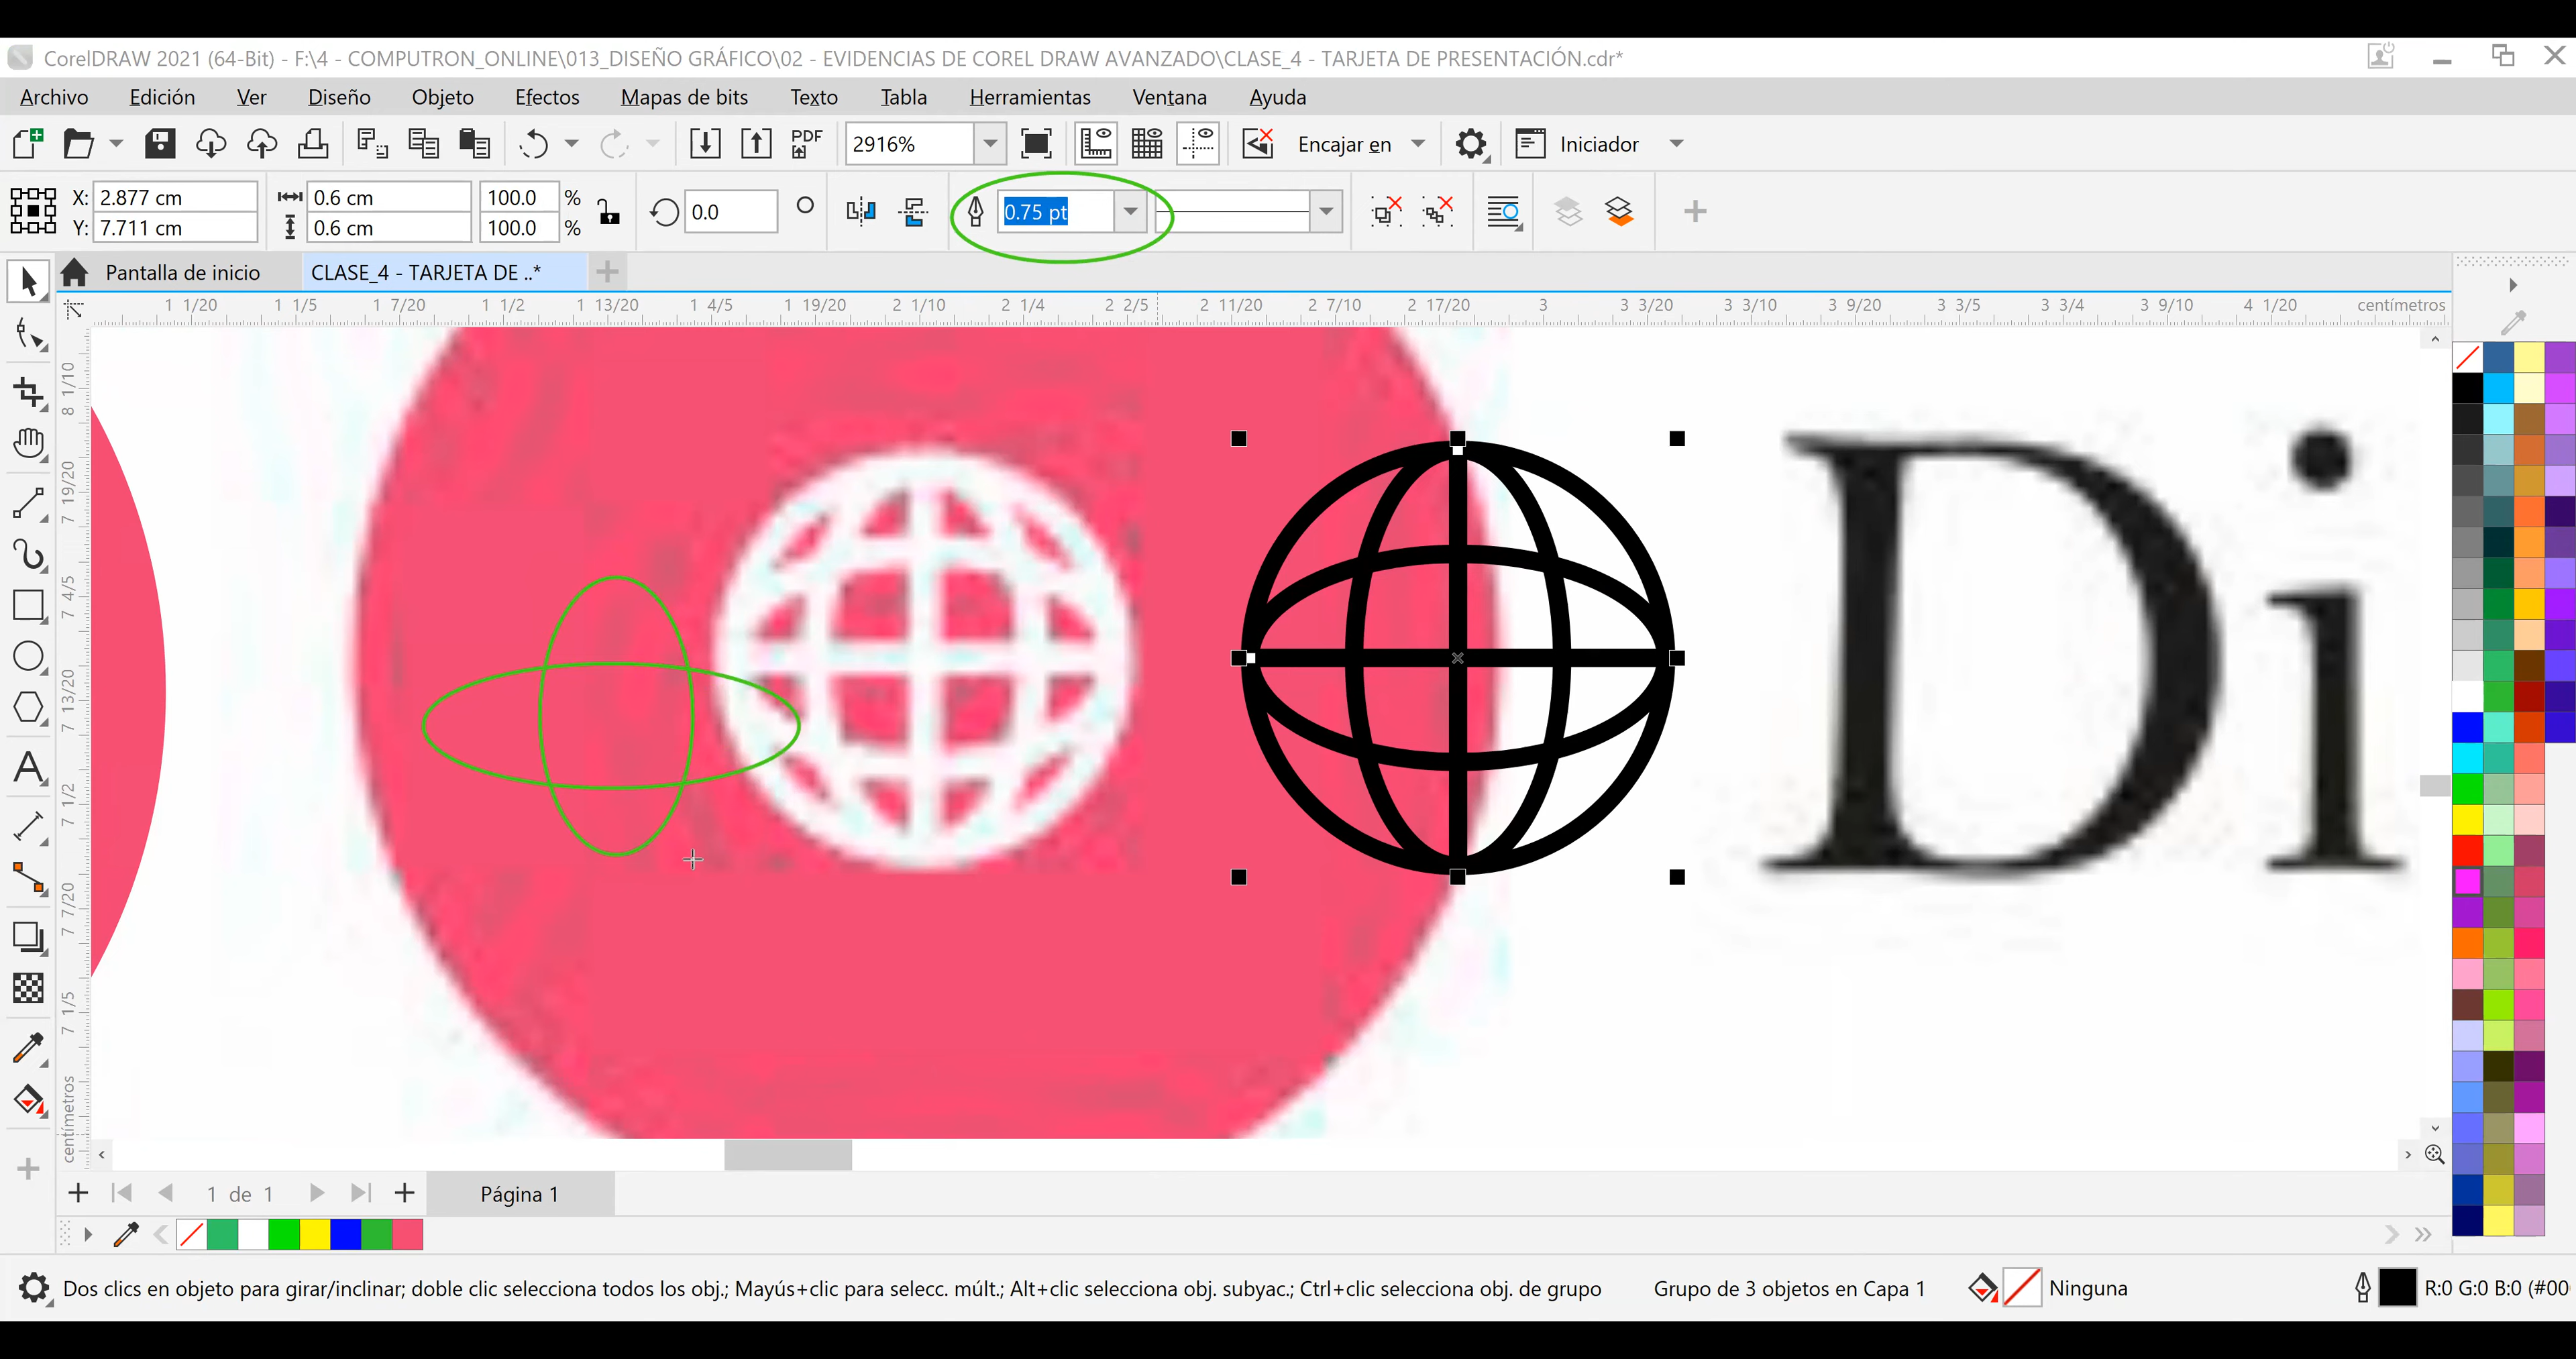 CorelDRAW 2021 (64-Bit) - F:\4 - COMPUTRON_ONLINE\013_DISEÑO GRÁFICO\02 - EVIDENCIAS DE COREL DRAW AVANZADO\CLASE_4 - TARJETA DE PRESENTACIÓN.cdr*
Archivo Edición Ver Diseño Objeto Efectos Mapas de bits Texto Tabla Herramientas Ventana Ayuda
PDF 2916% Encajar en Iniciador
X: 2.877 cm 0.6 cm 100.0 % 0.0 0.75 pt
Y: 7.711 cm 0.6 cm 100.0 %
Pantalla de inicio CLASE_4 - TARJETA DE ..*
1 1/20 1 1/5 1 7/20 1 1/2 1 13/20 1 4/5 1 19/20 2 1/10 2 1/4 2 2/5 2 11/20 2 7/10 2 17/20 3 3 3/20 3 3/10 3 9/20 3 3/5 3 3/4 3 9/10 4 1/20 centímetros
8 1/10
7 19/20
7 4/5
7 13/20
7 1/2
7 7/20
7 1/5
centímetros
Di
1 de 1 Página 1
Dos clics en objeto para girar/inclinar; doble clic selecciona todos los obj.; Mayús+clic para selecc. múlt.; Alt+clic selecciona obj. subyac.; Ctrl+clic selecciona obj. de grupo Grupo de 3 objetos en Capa 1 Ninguna R:0 G:0 B:0 (#00